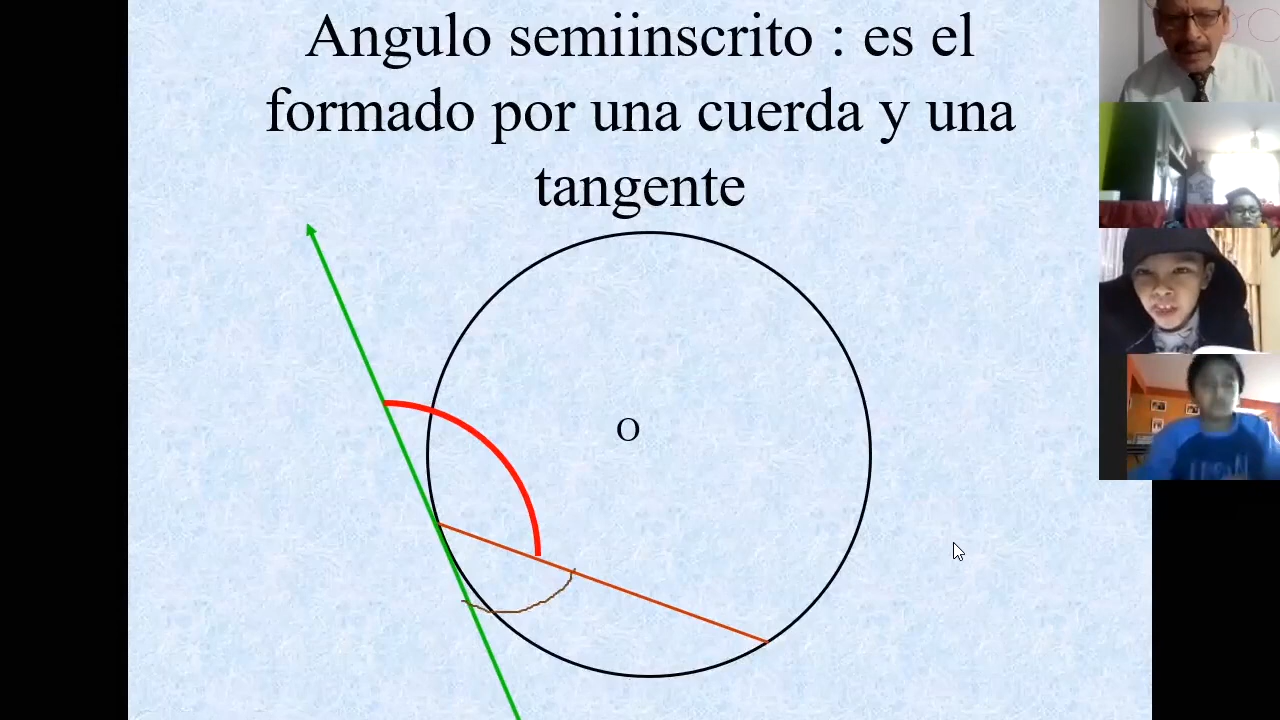 Angulo semiinscrito : es el
formado por una cuerda y una
tangente
O